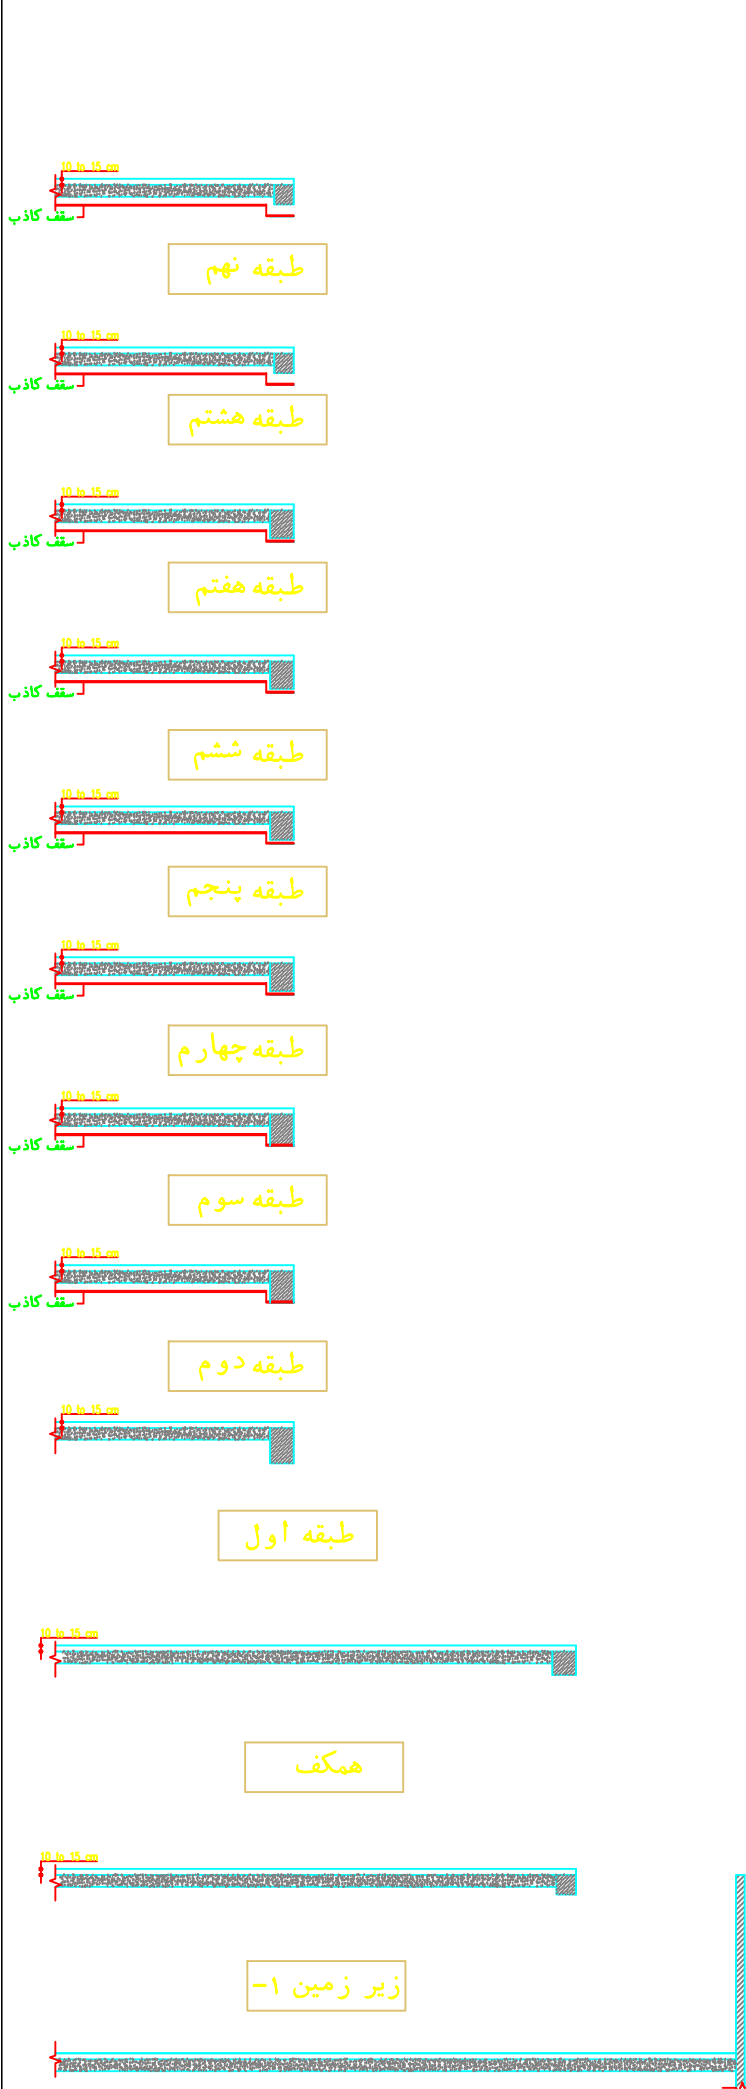 10 to 15 cm
سقف کاذب
طبقه نهم
10 to 15 cm
سقف کاذب
طبقه هشتم
10 to 15 cm
سقف کاذب
طبقه هفتم
10 to 15 cm
سقف کاذب
طبقه ششم
10 to 15 cm
سقف کاذب
طبقه پنجم
10 to 15 cm
سقف کاذب
طبقه چهارم
10 to 15 cm
سقف کاذب
طبقه سوم
10 to 15 cm
سقف کاذب
طبقه دوم
10 to 15 cm
طبقه اول
10 to 15 cm
همکف
10 to 15 cm
زیر زمین ۱-